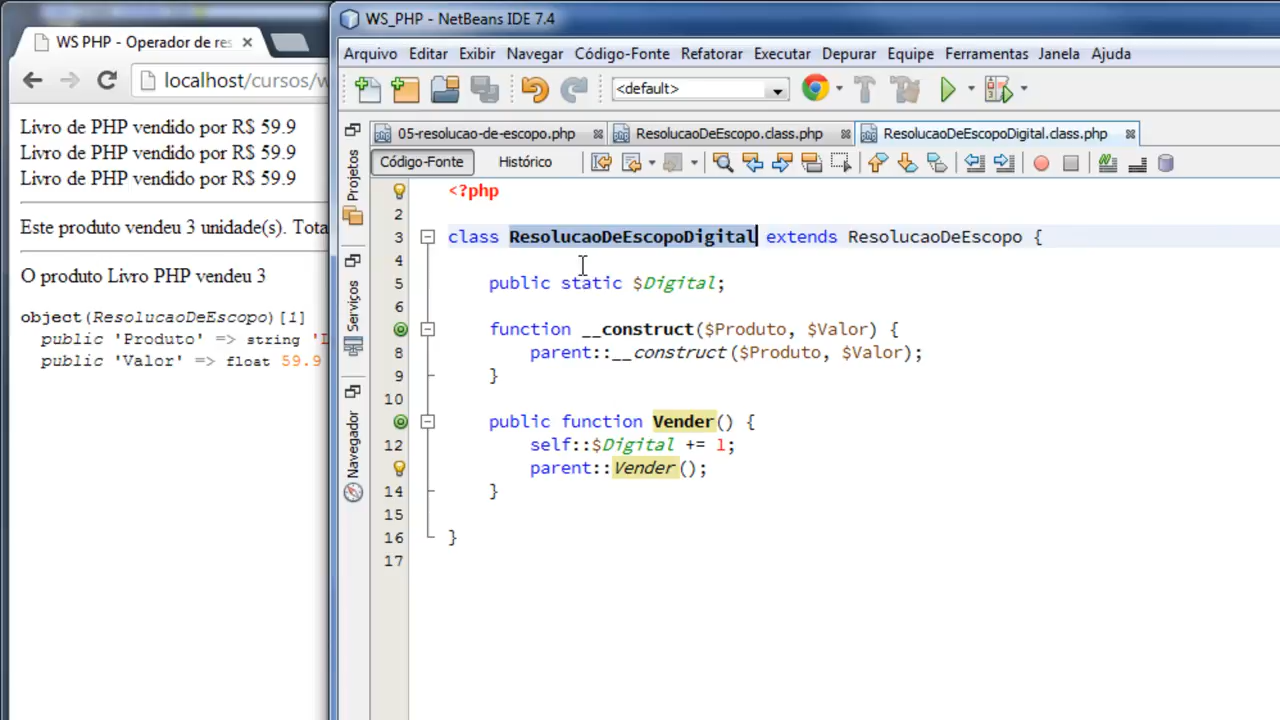 WS_PHP - NetBeans IDE 7.4
WS PHP - Operador de res
localhost/cursos/w
Arquivo Editar Exibir Navegar Código-Fonte Refatorar Executar Depurar Equipe Ferramentas Janela Ajuda
<default>
05-resolucao-de-escopo.php ResolucaoDeEscopo.class.php ResolucaoDeEscopoDigital.class.php
Código-Fonte Histórico
Projetos
Serviços
Navegador
Livro de PHP vendido por R$ 59.9
Livro de PHP vendido por R$ 59.9
Livro de PHP vendido por R$ 59.9
Este produto vendeu 3 unidade(s). Tota
O produto Livro PHP vendeu 3
object(ResolucaoDeEscopo)[1]
public 'Produto' => string 'L
public 'Valor' => float 59.9
<?php
2
3 class ResolucaoDeEscopoDigital extends ResolucaoDeEscopo {
4
5 public static $Digital;
6
function __construct($Produto, $Valor) {
8 parent::__construct($Produto, $Valor);
9 }
10
public function Vender() {
12 self::$Digital += 1;
parent::Vender();
14 }
15
16 }
17